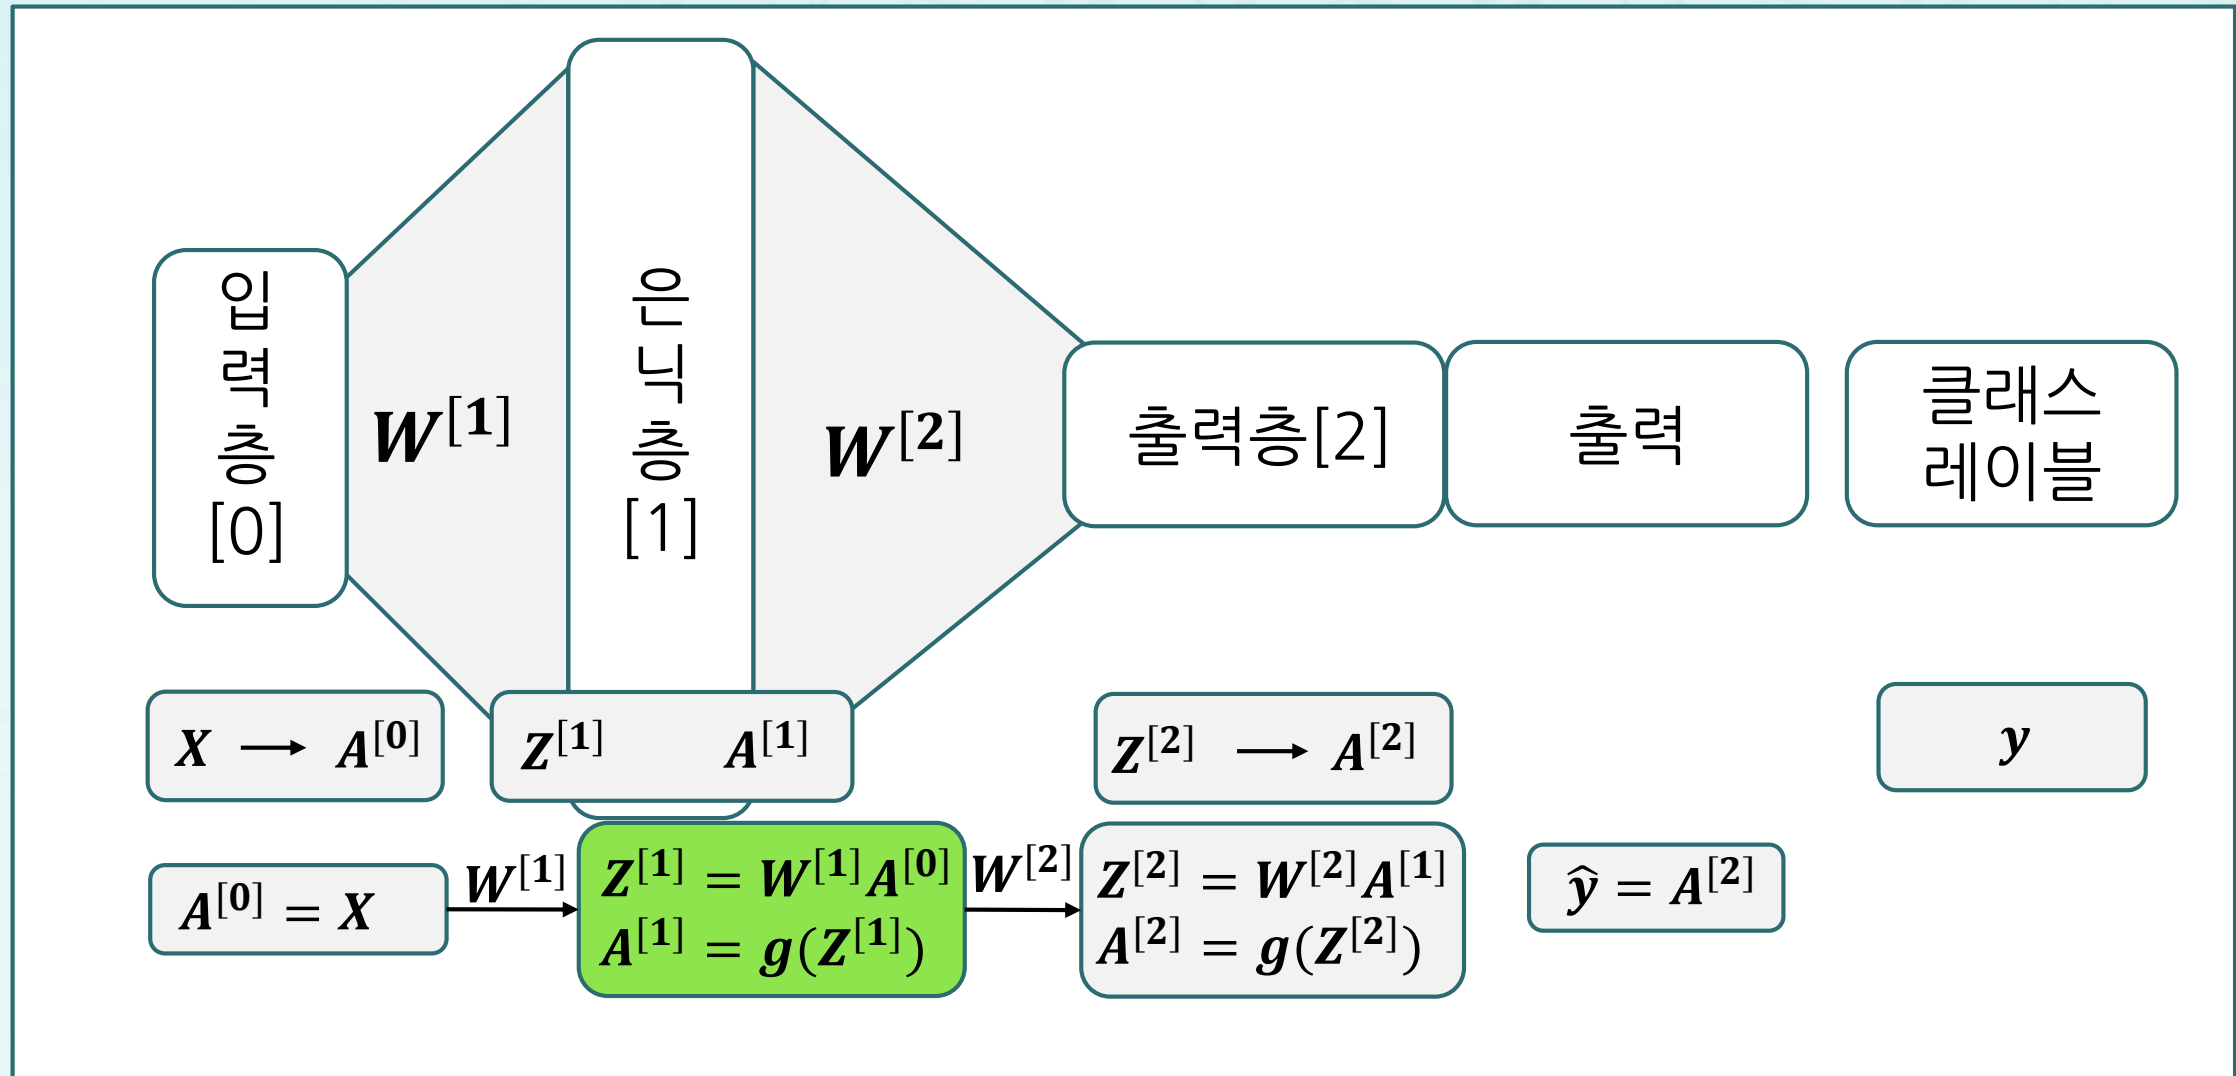 입
력
층
[0]
W^[1]
은
닉
층
[1]
W^[2]
출력층[2]
출력
클래스
레이블
X → A^[0]
Z^[1] A^[1]
Z^[2] → A^[2]
y
A^[0] = X
W^[1]
Z^[1] = W^[1]A^[0]
A^[1] = g(Z^[1])
W^[2]
Z^[2] = W^[2]A^[1]
A^[2] = g(Z^[2])
ŷ = A^[2]